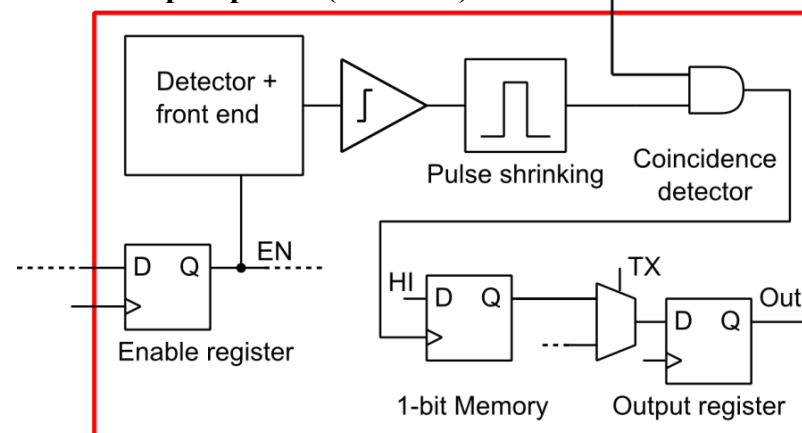 Detector +
front end
Pulse shrinking
Coincidence
detector
D Q
EN
Enable register
HI
D Q
TX
D Q
Out
1-bit Memory
Output register